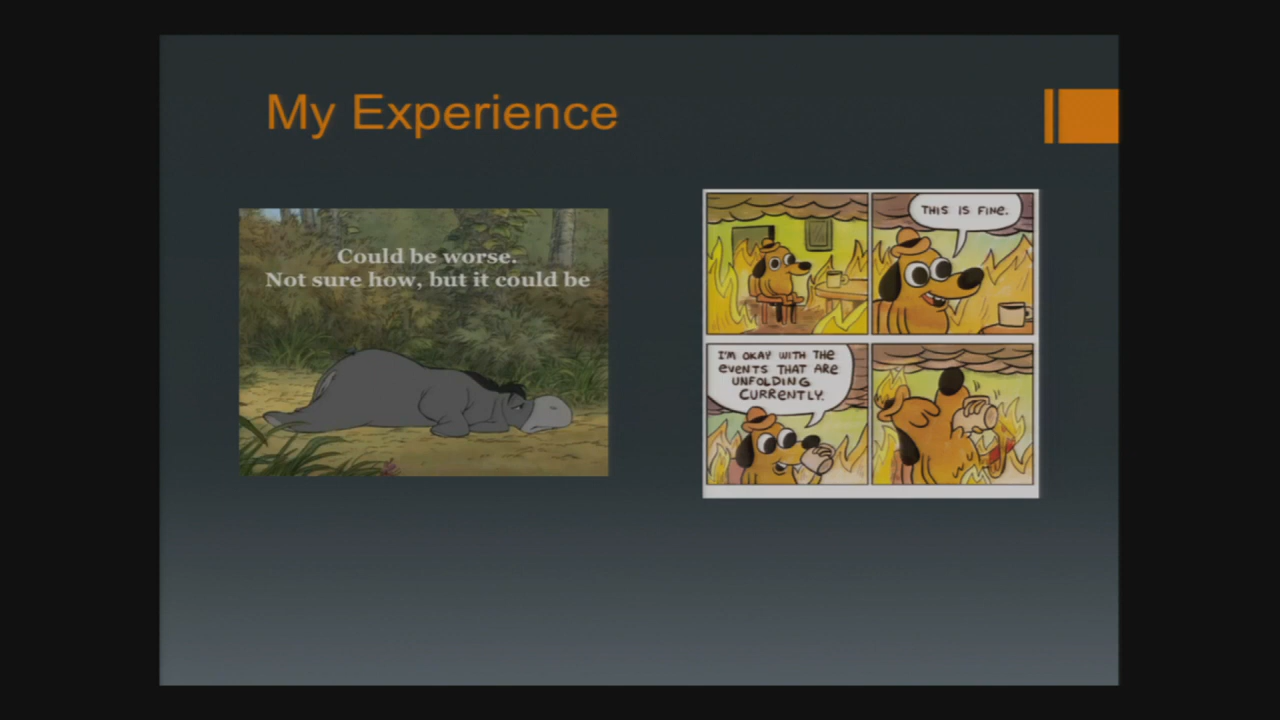 My Experience
Could be worse.
Not sure how, but it could be
THIS IS FINE.
I'M OKAY WITH THE
EVENTS THAT ARE
UNFOLDING
CURRENTLY.